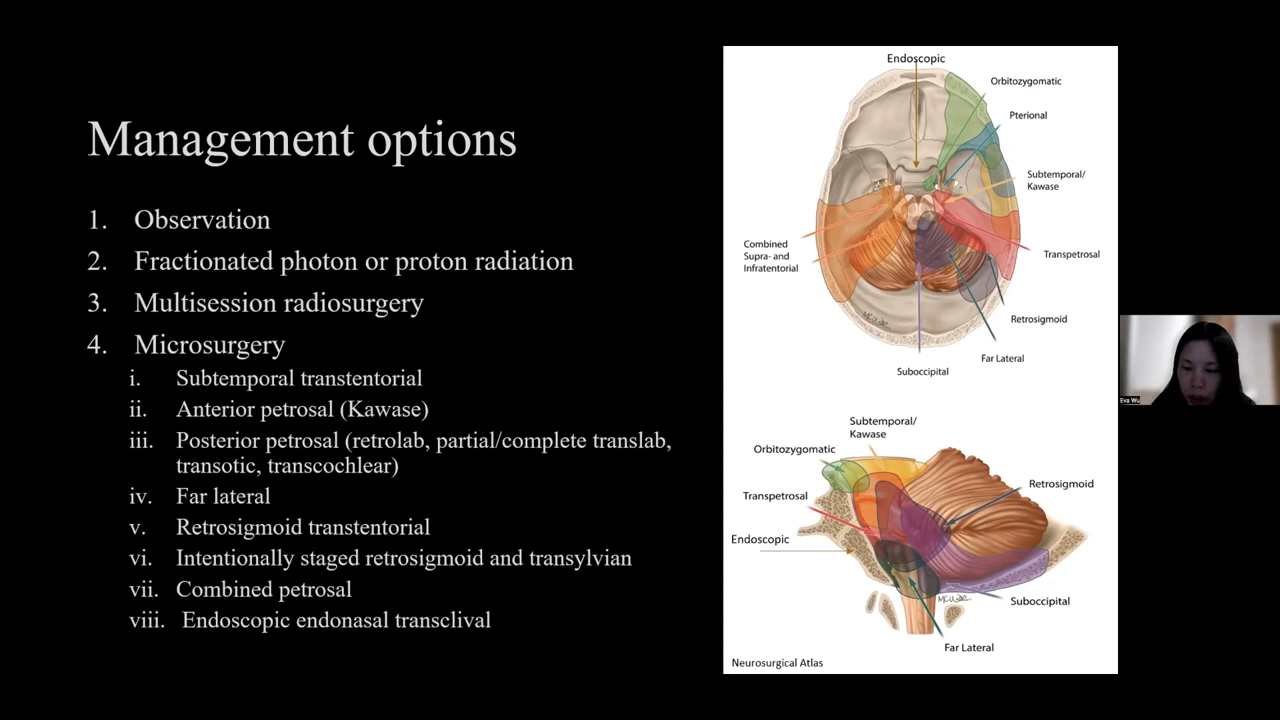 Management options
1. Observation
2. Fractionated photon or proton radiation
3. Multisession radiosurgery
4. Microsurgery
i. Subtemporal transtentorial
ii. Anterior petrosal (Kawase)
iii. Posterior petrosal (retrolab, partial/complete translab,
transotic, transcochlear)
iv. Far lateral
v. Retrosigmoid transtentorial
vi. Intentionally staged retrosigmoid and transylvian
vii. Combined petrosal
viii. Endoscopic endonasal transclival
Endoscopic
Orbitozygomatic
Pterional
Subtemporal/
Kawase
Combined
Supra- and
Infratentorial
Transpetrosal
Retrosigmoid
Far Lateral
Suboccipital
Subtemporal/
Kawase
Orbitozygomatic
Retrosigmoid
Transpetrosal
Endoscopic
Suboccipital
Far Lateral
Neurosurgical Atlas
Eva Wu